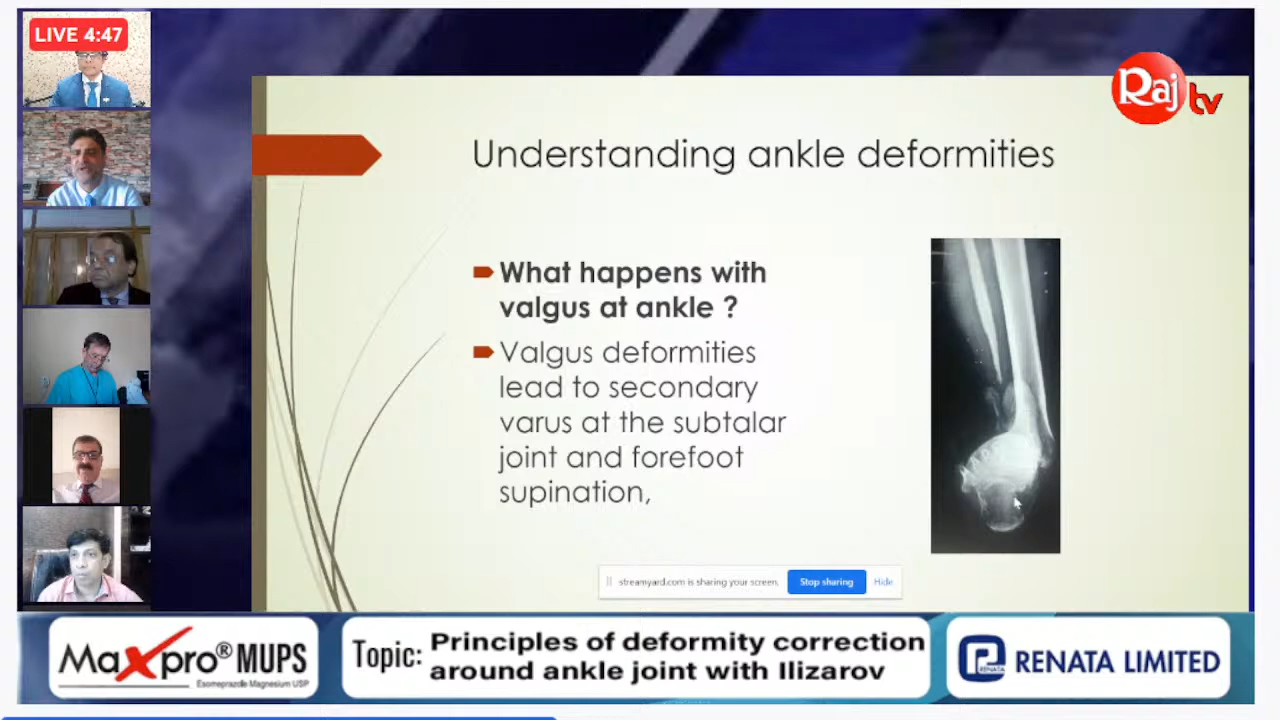 LIVE 4:47
Raj tv
Understanding ankle deformities
What happens with
valgus at ankle ?
Valgus deformities
lead to secondary
varus at the subtalar
joint and forefoot
supination,
streamyard.com is sharing your screen.
Stop sharing
Hide
Maxpro® MUPS
Esomeprazole Magnesium USP
Topic:
Principles of deformity correction
around ankle joint with Ilizarov
RENATA
RENATA LIMITED